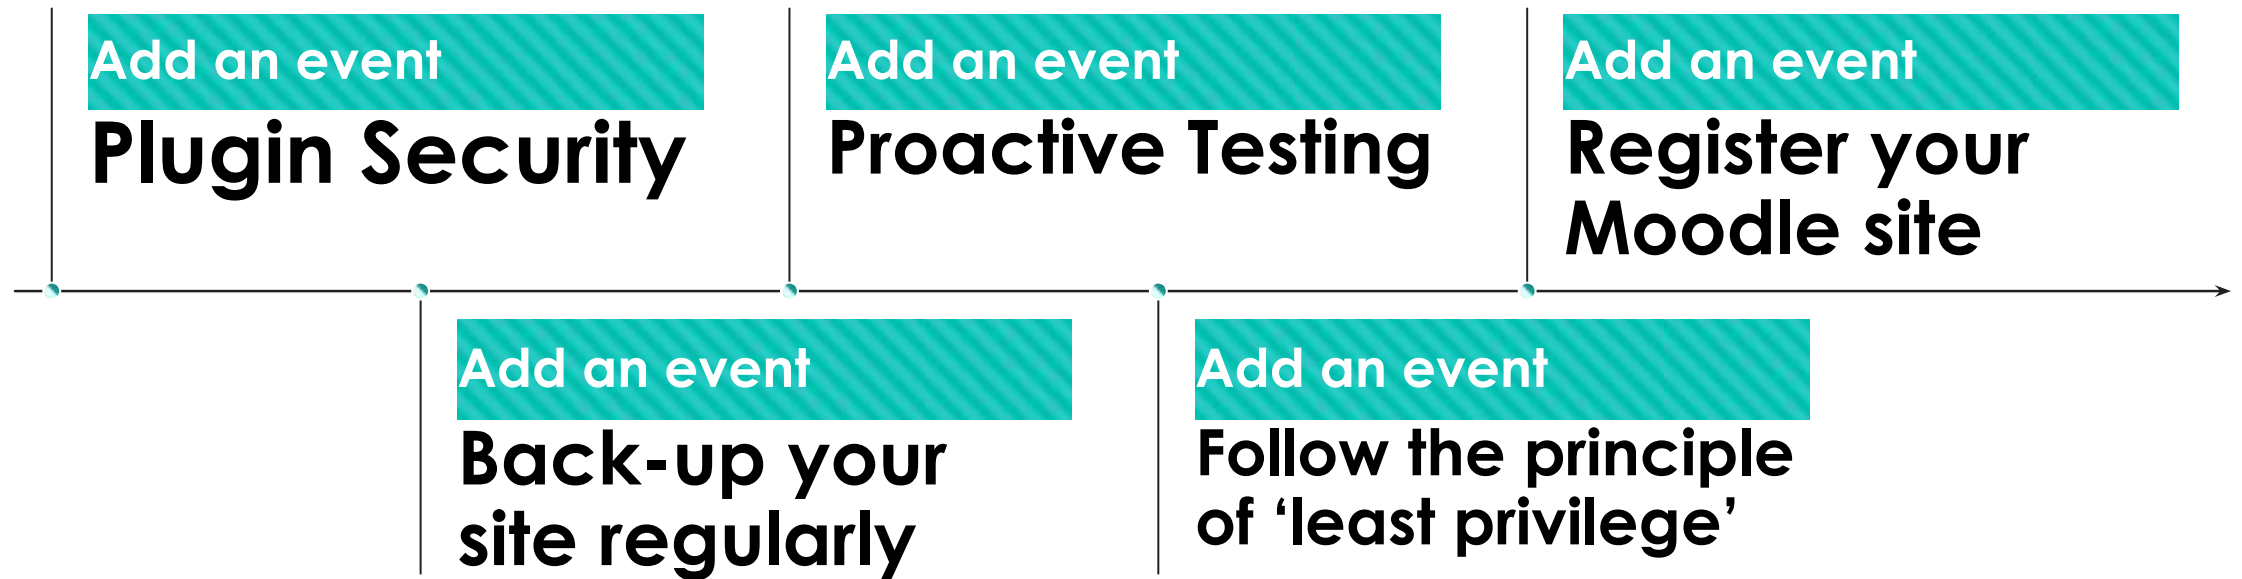 Add an event
Plugin Security
Add an event
Proactive Testing
Add an event
Register your
Moodle site
Add an event
Back-up your
site regularly
Add an event
Follow the principle
of ‘least privilege’